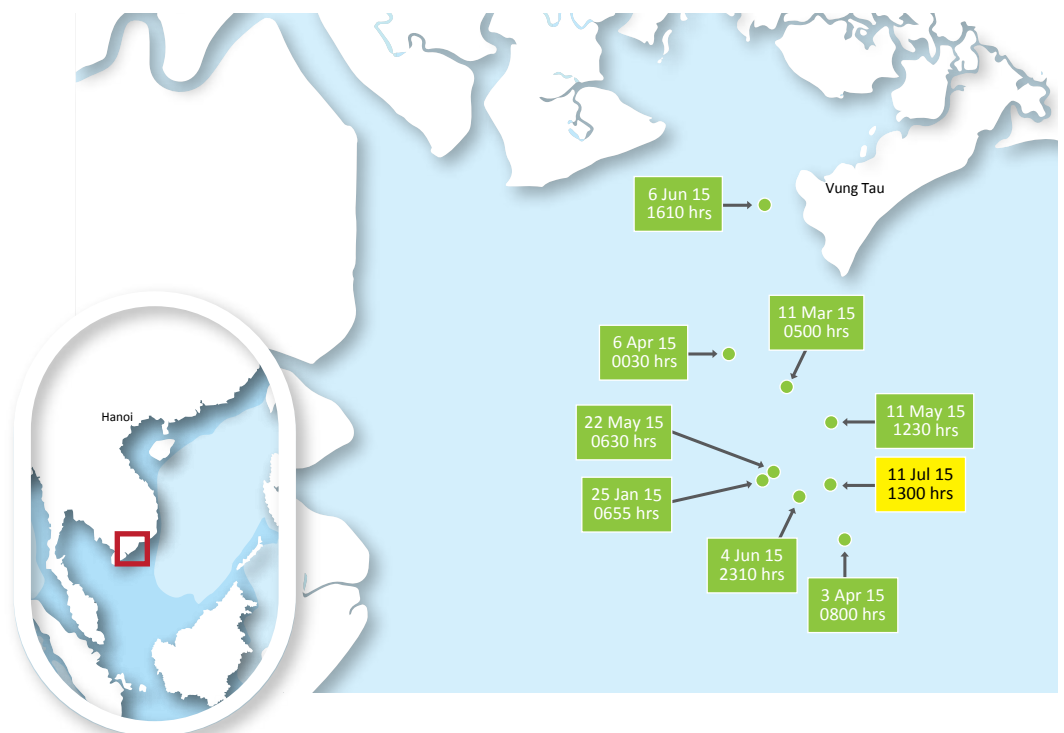 Vung Tau
6 Jun 15
1610 hrs
11 Mar 15
0500 hrs
6 Apr 15
0030 hrs
11 May 15
1230 hrs
22 May 15
0630 hrs
11 Jul 15
1300 hrs
25 Jan 15
0655 hrs
4 Jun 15
2310 hrs
3 Apr 15
0800 hrs
Hanoi